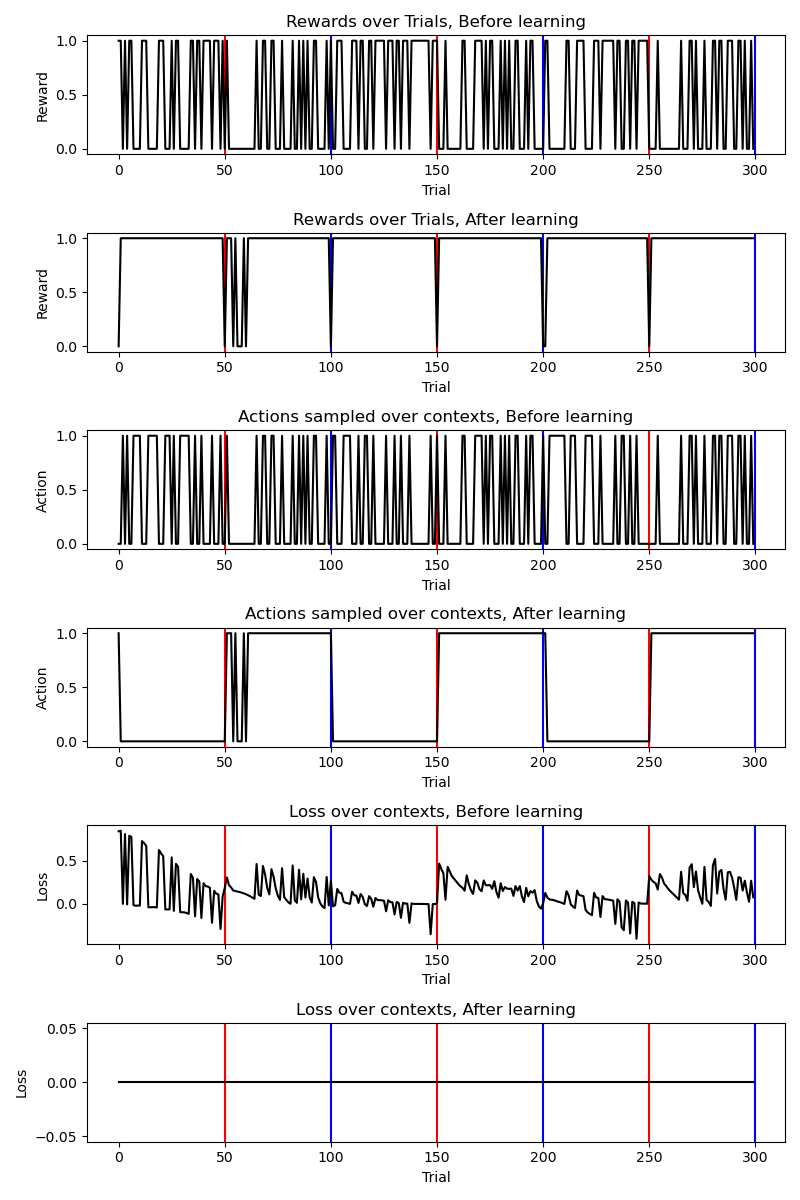 Rewards over Trials, Before learning
1.0
0.5
0.0
Reward
0 50 100 150 200 250 300
Trial
Rewards over Trials, After learning
1.0
0.5
0.0
Reward
0 50 100 150 200 250 300
Trial
Actions sampled over contexts, Before learning
1.0
0.5
0.0
Action
0 50 100 150 200 250 300
Trial
Actions sampled over contexts, After learning
1.0
0.5
0.0
Action
0 50 100 150 200 250 300
Trial
Loss over contexts, Before learning
0.5
0.0
Loss
0 50 100 150 200 250 300
Trial
Loss over contexts, After learning
0.05
0.00
−0.05
Loss
0 50 100 150 200 250 300
Trial